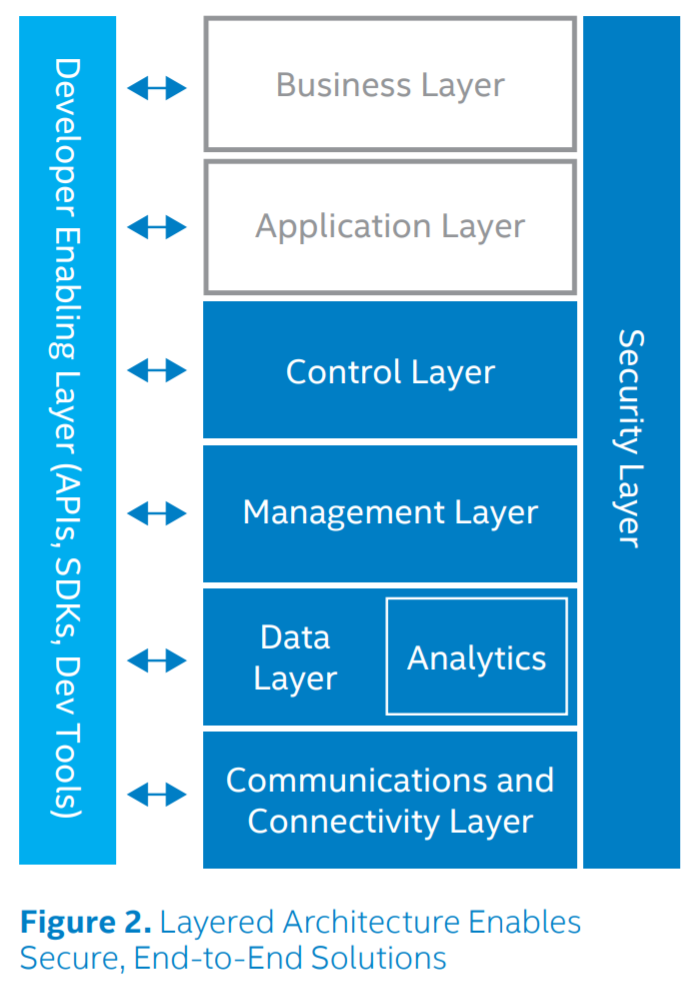 Developer Enabling Layer (APIs, SDKs, Dev Tools)
Business Layer
Application Layer
Control Layer
Management Layer
Data
Layer
Analytics
Communications and
Connectivity Layer
Security Layer
Figure 2. Layered Architecture Enables
Secure, End-to-End Solutions